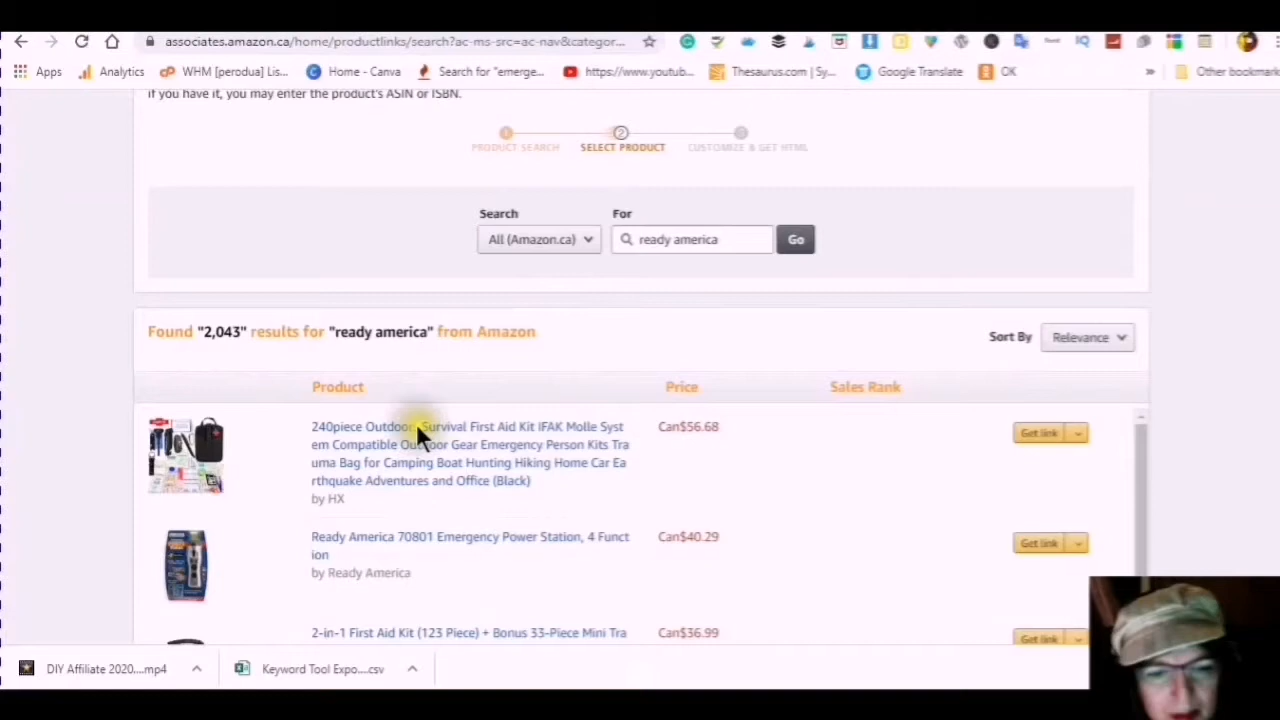 associates.amazon.ca/home/productlinks/search?ac-ms-src=ac-nav&categor...
Apps Analytics WHM [perodua] Lis... Home - Canva Search for "emerge... https://www.youtub... Thesaurus.com | Sy... Google Translate OK » Other bookmark
if you have it, you may enter the product's ASIN or ISBN.
1 2
PRODUCT SEARCH SELECT PRODUCT CUSTOMIZE & GET HTML
Search For
All (Amazon.ca) ready america Go
Found "2,043" results for "ready america" from Amazon
Sort By Relevance
Product Price Sales Rank
240piece Outdoor Survival First Aid Kit IFAK Molle Syst Can$56.68
em Compatible Outdoor Gear Emergency Person Kits Tra Get link
uma Bag for Camping Boat Hunting Hiking Home Car Ea
rthquake Adventures and Office (Black)
by HX
Ready America 70801 Emergency Power Station, 4 Funct Can$40.29
ion Get link
by Ready America
2-in-1 First Aid Kit (123 Piece) + Bonus 33-Piece Mini Tra Can$36.99
Get link
DIY Affiliate 2020....mp4 Keyword Tool Expo....csv